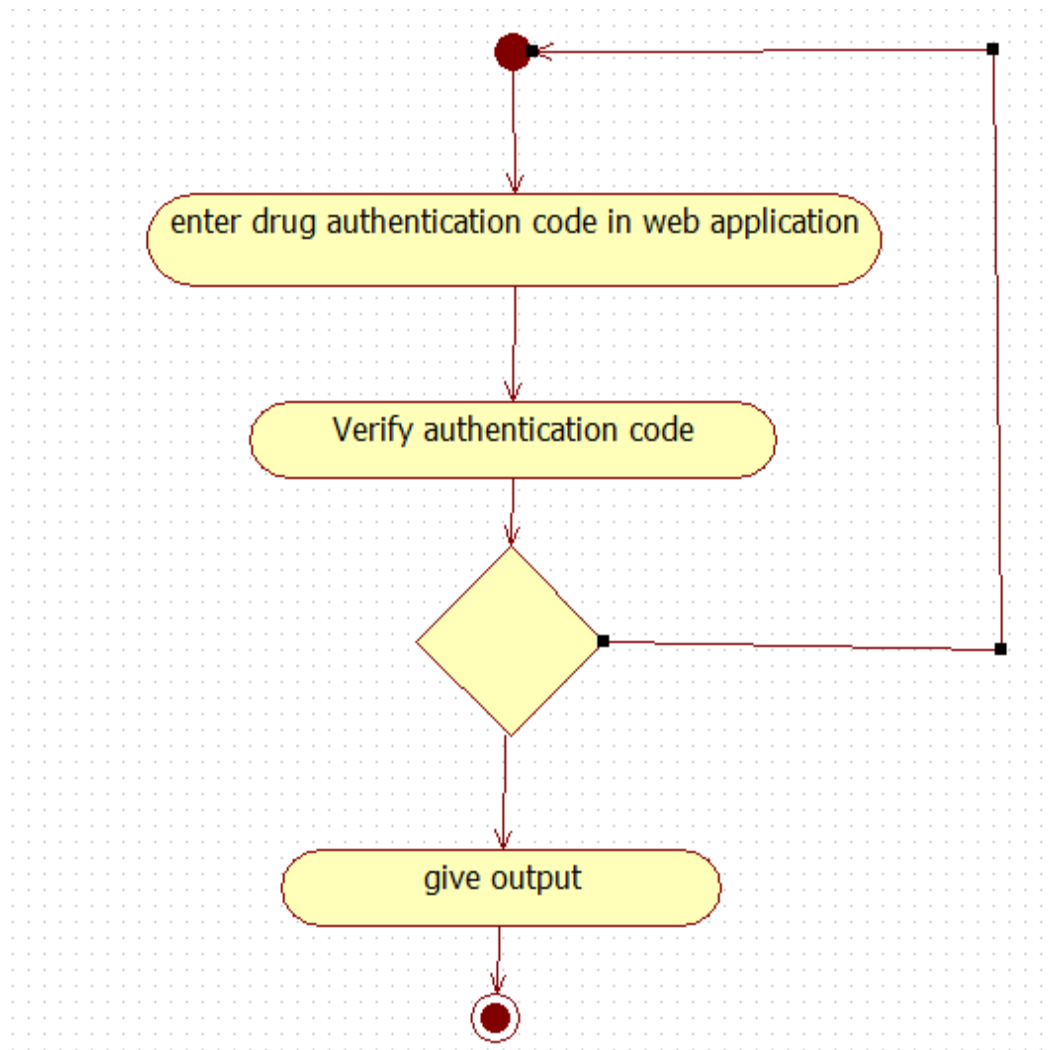 enter drug authentication code in web application
Verify authentication code
give output